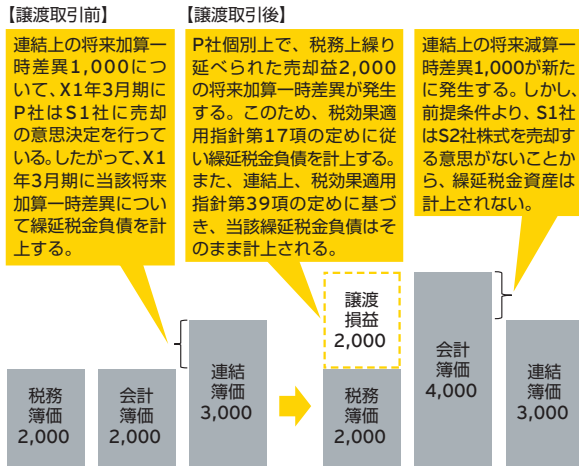 【譲渡取引前】
連結上の将来加算一
時差異1,000につ
いて、X1年3月期に
P社はS1社に売却
の意思決定を行って
いる。したがって、X1
年3月期に当該将来
加算一時差異につい
て繰延税金負債を計
上する。
【譲渡取引後】
P社個別上で、税務上繰り
延べられた売却益2,000
の将来加算一時差異が発生
する。このため、税効果適
用指針第17項の定めに従
い繰延税金負債を計上する。
また、連結上、税効果適用
指針第39項の定めに基づ
き、当該繰延税金負債はそ
のまま計上される。
連結上の将来減算一
時差異1,000が新た
に発生する。しかし、
前提条件より、S1社
はS2社株式を売却す
る意思がないことか
ら、繰延税金資産は
計上されない。
税務
簿価
2,000
会計
簿価
2,000
連結
簿価
3,000
譲渡
損益
2,000
税務
簿価
2,000
会計
簿価
4,000
連結
簿価
3,000